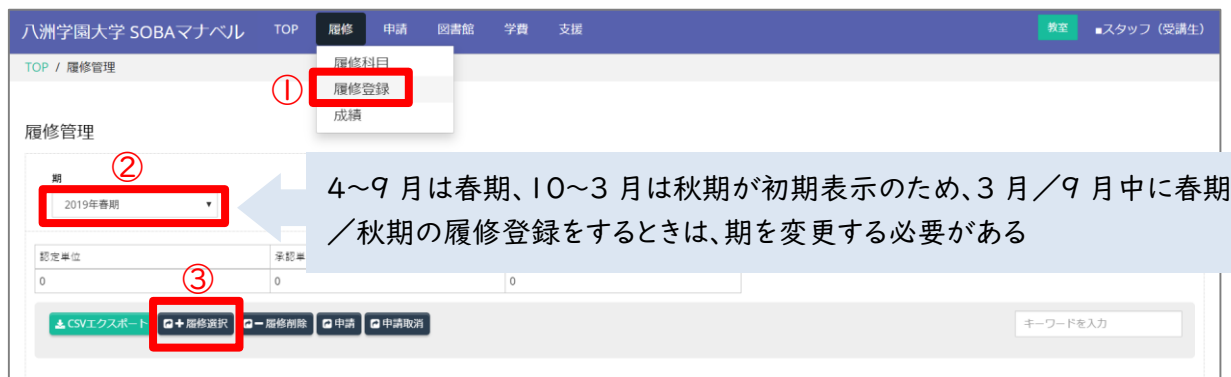 八洲学園大学 SOBAマナベル TOP 履修 申請 図書館 学費 支援 教室 ■スタッフ（受講生）
TOP / 履修管理
履修科目
① 履修登録
成績
履修管理
②
期
2019年春期
4～9月は春期、10～3月は秋期が初期表示のため、3月／9月中に春期
／秋期の履修登録をするときは、期を変更する必要がある
認定単位 承認単
0 0 0
③
CSVエクスポート 履修選択 履修削除 申請 申請取消 キーワードを入力